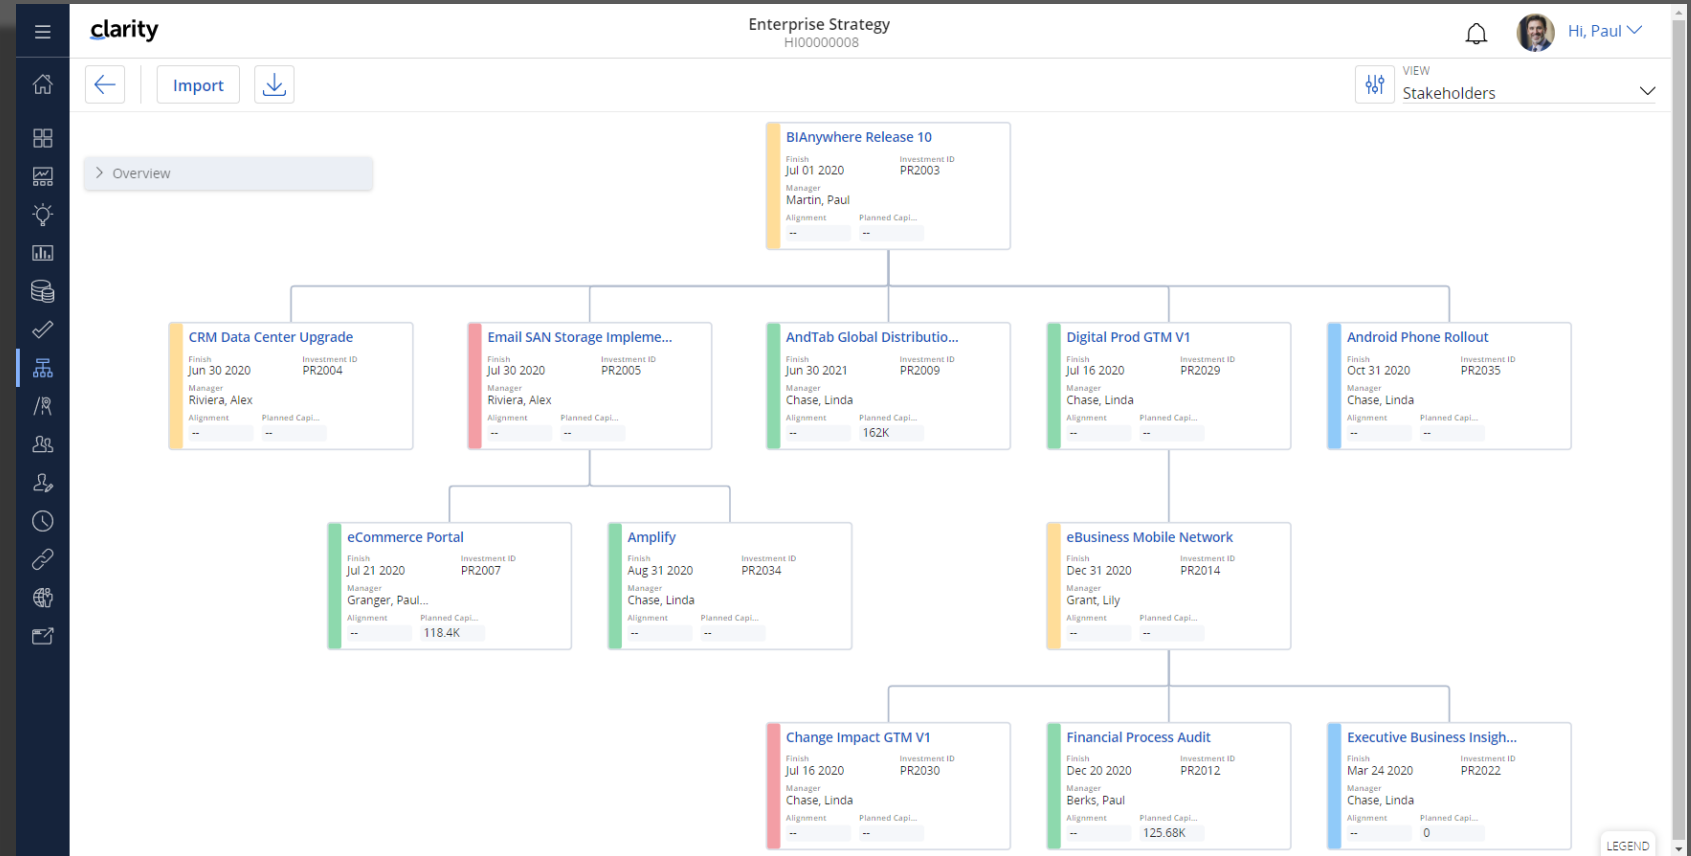 clarity
Enterprise Strategy
HI00000008
Hi, Paul
Import
VIEW
Stakeholders
Overview
BIAnywhere Release 10
Finish Investment ID
Jul 01 2020 PR2003
Manager
Martin, Paul
Alignment Planned Capi...
-- --
CRM Data Center Upgrade
Finish Investment ID
Jun 30 2020 PR2004
Manager
Riviera, Alex
Alignment Planned Capi...
-- --
Email SAN Storage Impleme...
Finish Investment ID
Jul 30 2020 PR2005
Manager
Riviera, Alex
Alignment Planned Capi...
-- --
AndTab Global Distributio...
Finish Investment ID
Jun 30 2021 PR2009
Manager
Chase, Linda
Alignment Planned Capi...
-- 162K
Digital Prod GTM V1
Finish Investment ID
Jul 16 2020 PR2029
Manager
Chase, Linda
Alignment Planned Capi...
-- --
Android Phone Rollout
Finish Investment ID
Oct 31 2020 PR2035
Manager
Chase, Linda
Alignment Planned Capi...
-- --
eCommerce Portal
Finish Investment ID
Jul 21 2020 PR2007
Manager
Granger, Paul...
Alignment Planned Capi...
-- 118.4K
Amplify
Finish Investment ID
Aug 31 2020 PR2034
Manager
Chase, Linda
Alignment Planned Capi...
-- --
eBusiness Mobile Network
Finish Investment ID
Dec 31 2020 PR2014
Manager
Grant, Lily
Alignment Planned Capi...
-- --
Change Impact GTM V1
Finish Investment ID
Jul 16 2020 PR2030
Manager
Chase, Linda
Alignment Planned Capi...
-- --
Financial Process Audit
Finish Investment ID
Dec 20 2020 PR2012
Manager
Berks, Paul
Alignment Planned Capi...
-- 125.68K
Executive Business Insigh...
Finish Investment ID
Mar 24 2020 PR2022
Manager
Chase, Linda
Alignment Planned Capi...
-- 0
LEGEND